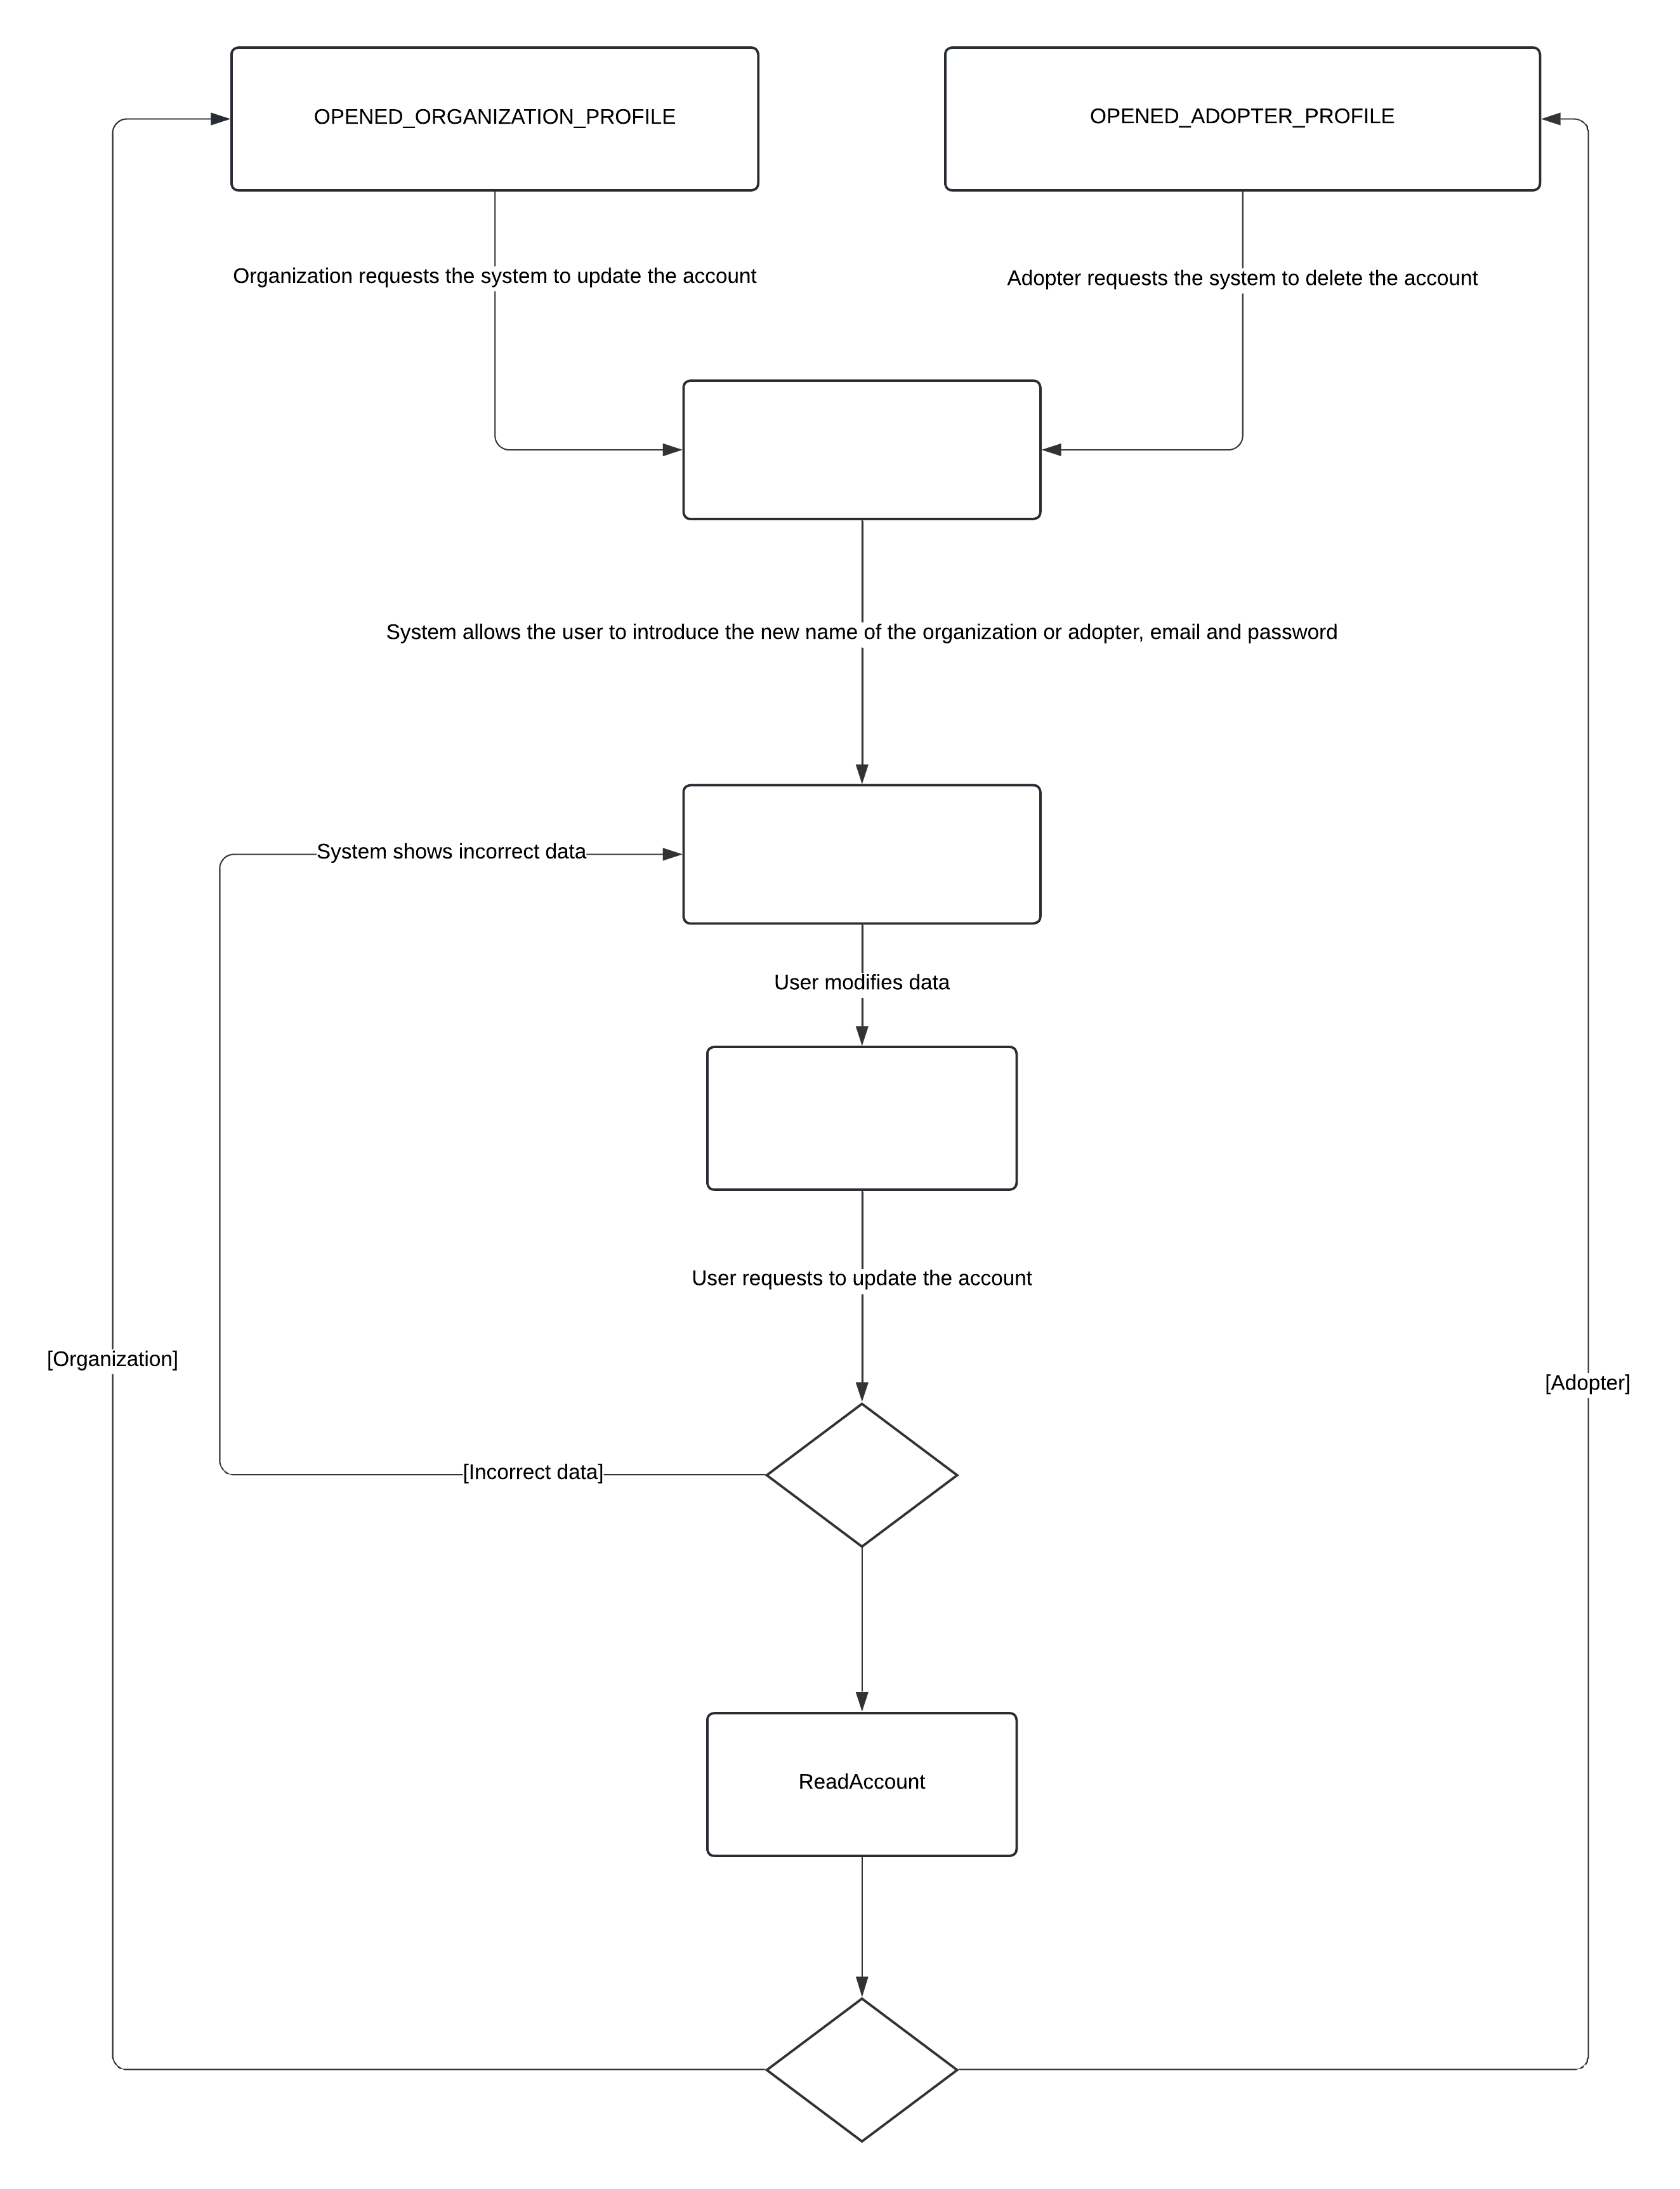 OPENED_ORGANIZATION_PROFILE
OPENED_ADOPTER_PROFILE
Organization requests the system to update the account
Adopter requests the system to delete the account
System allows the user to introduce the new name of the organization or adopter, email and password
System shows incorrect data
User modifies data
User requests to update the account
[Organization]
[Adopter]
[Incorrect data]
ReadAccount